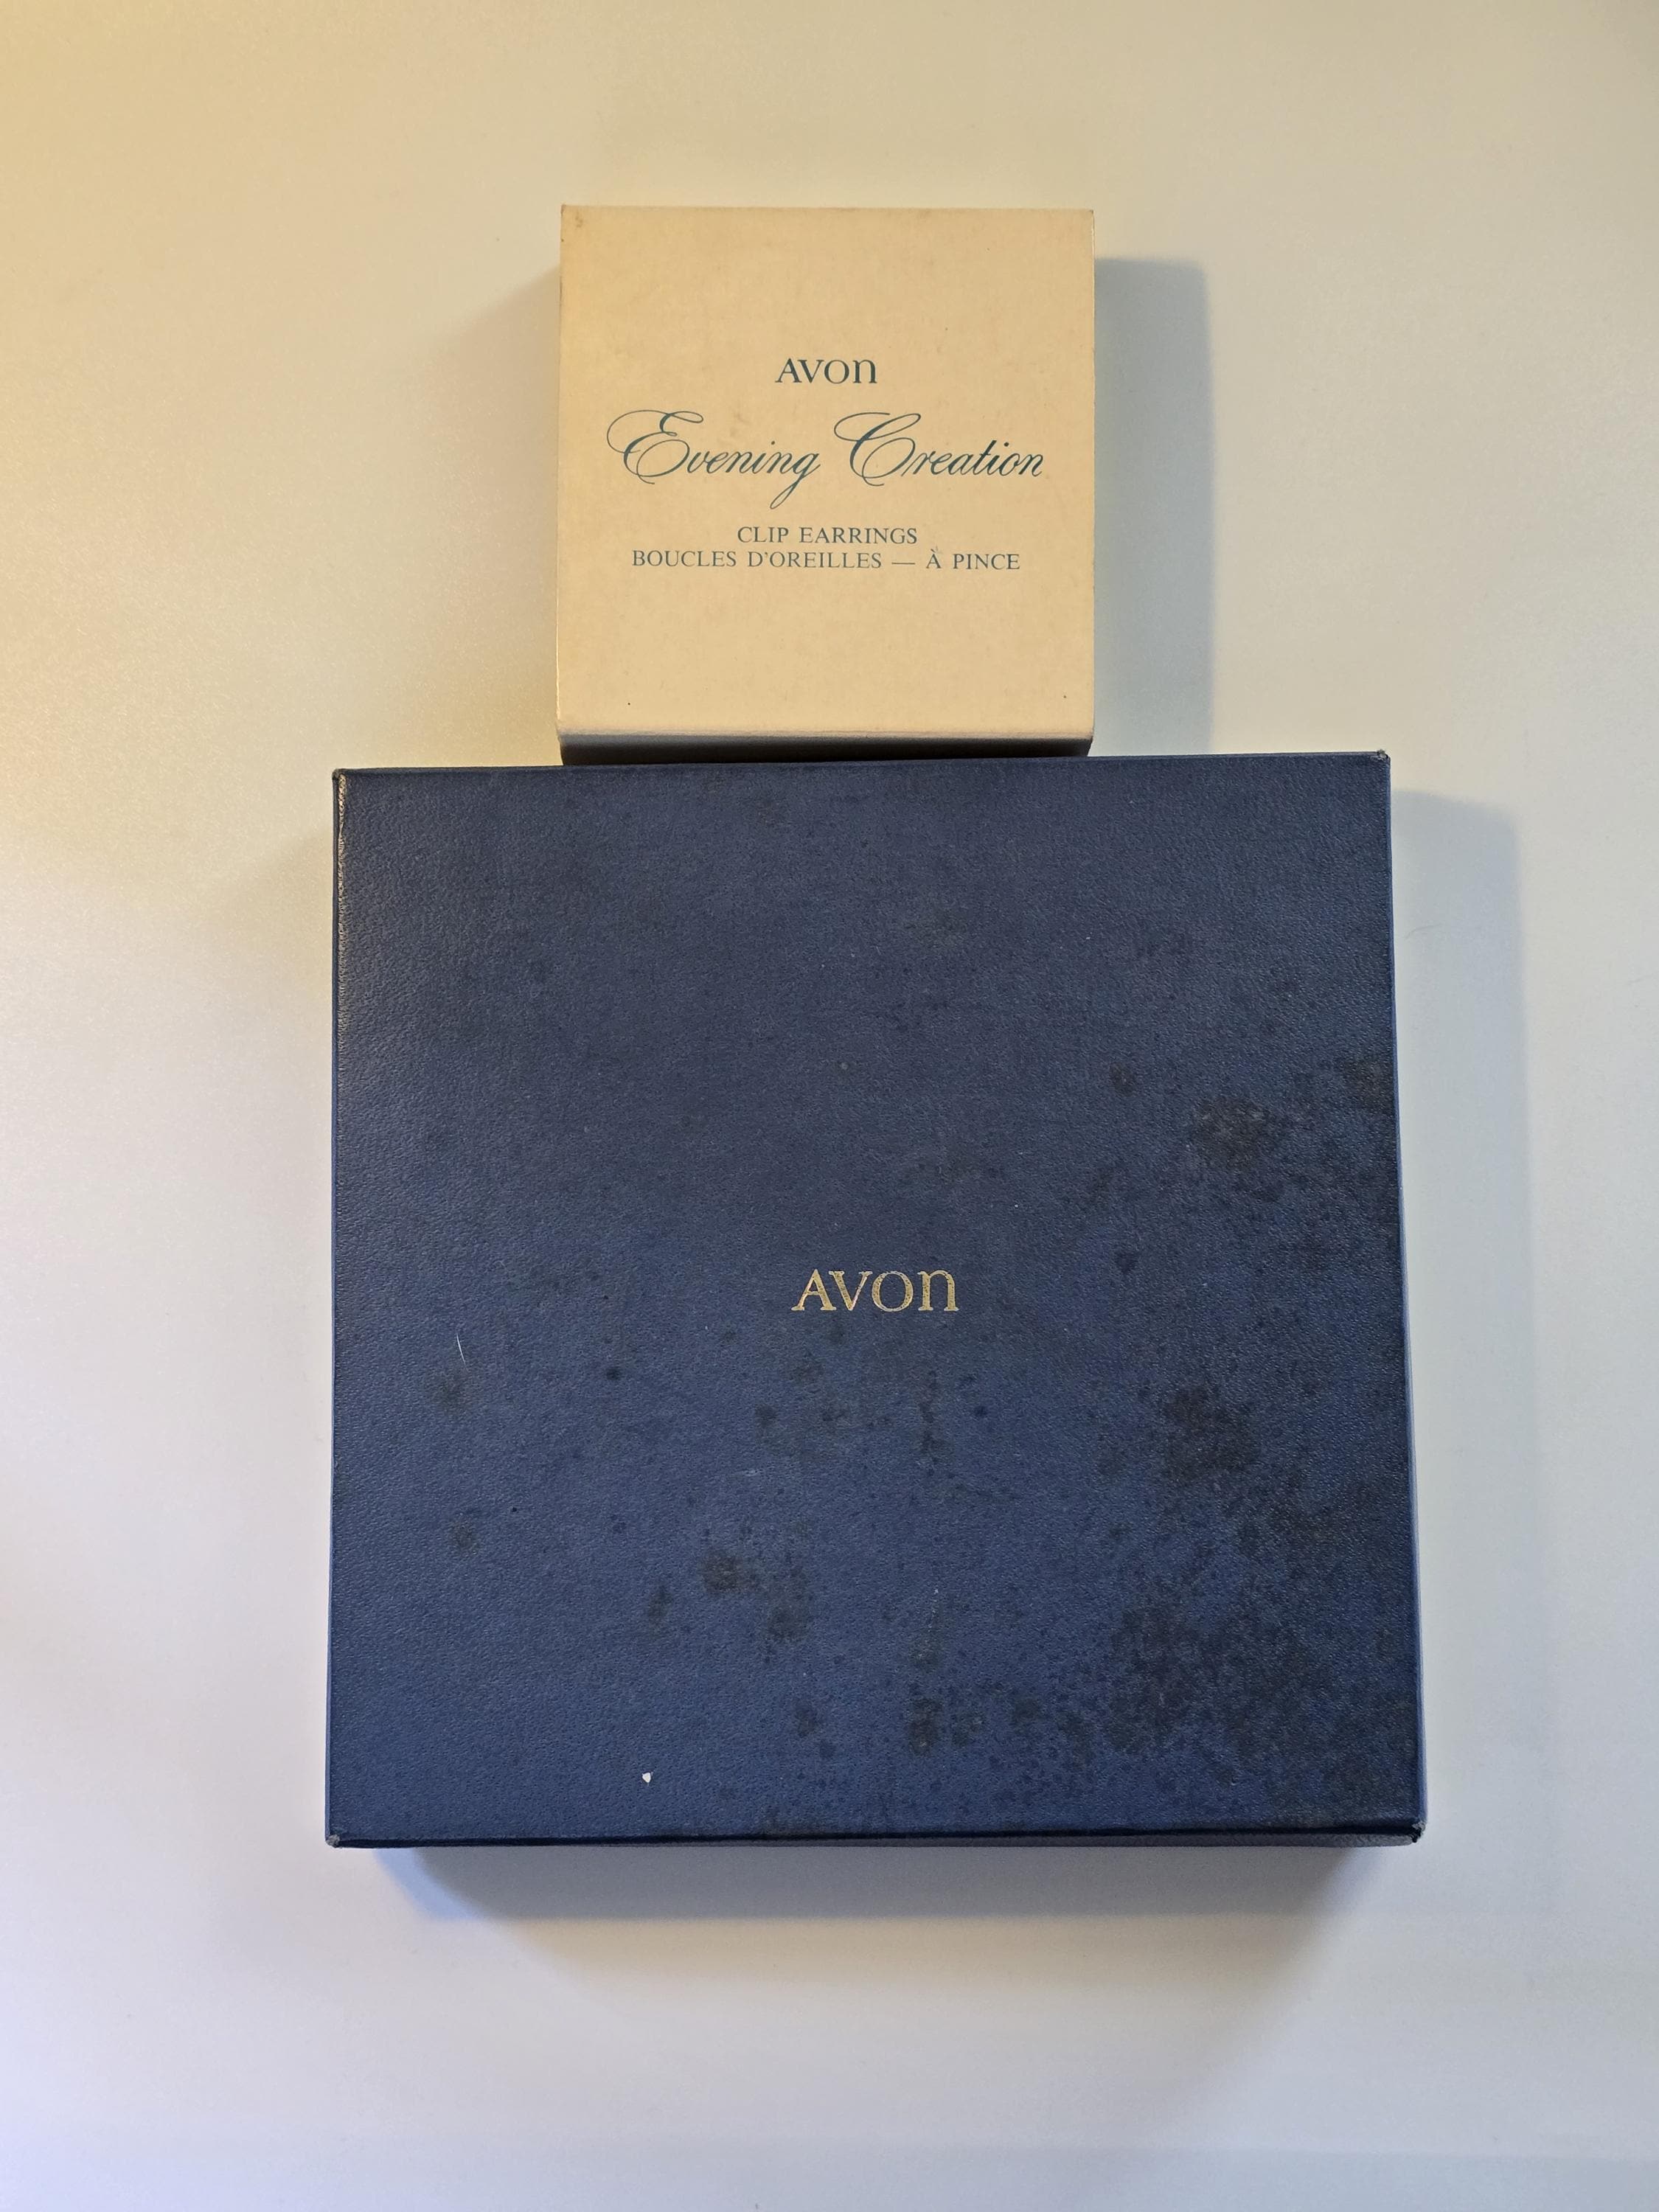 AVON
Evening Creation
CLIP EARRINGS
BOUCLES D'OREILLES — À PINCE
AVON